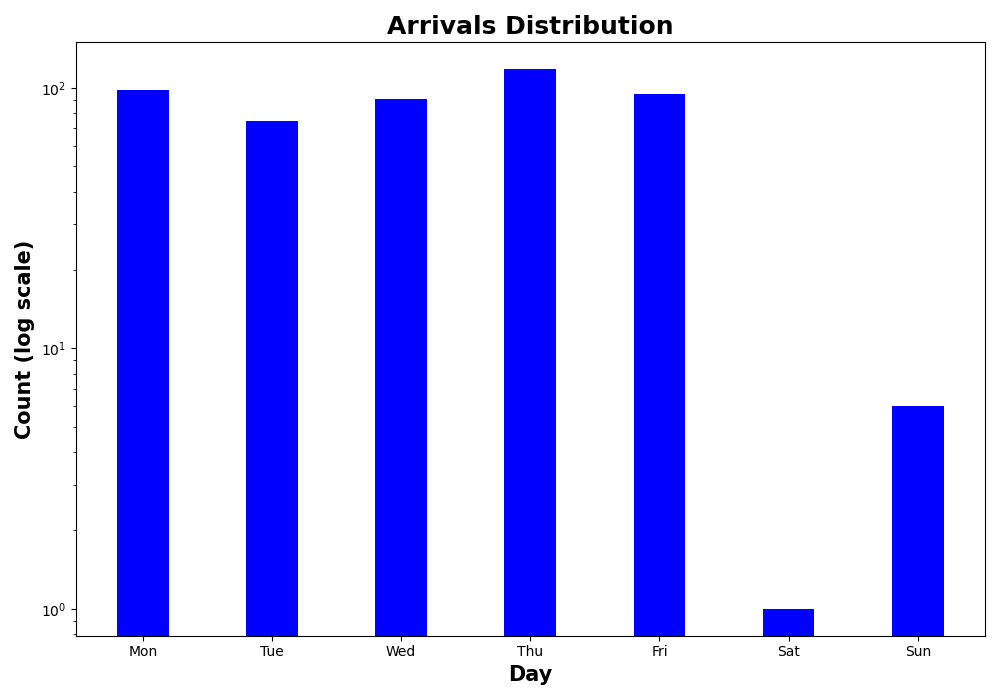 Arrivals Distribution
Count (log scale)
10²
10¹
10⁰
Mon Tue Wed Thu Fri Sat Sun
Day